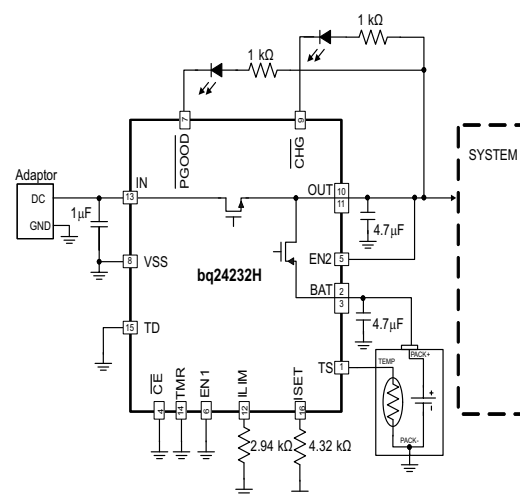 1 kΩ
1 kΩ
7
9
PGOOD
CHG
SYSTEM
Adaptor
DC
GND
IN
13
1μF
OUT
10
11
4.7μF
8
VSS
EN2
5
bq24232H
BAT
2
3
4.7μF
15
TD
TS
1
TEMP
PACK+
+
PACK-
CE
TMR
EN1
ILIM
ISET
4
14
6
12
16
2.94 kΩ
4.32 kΩ